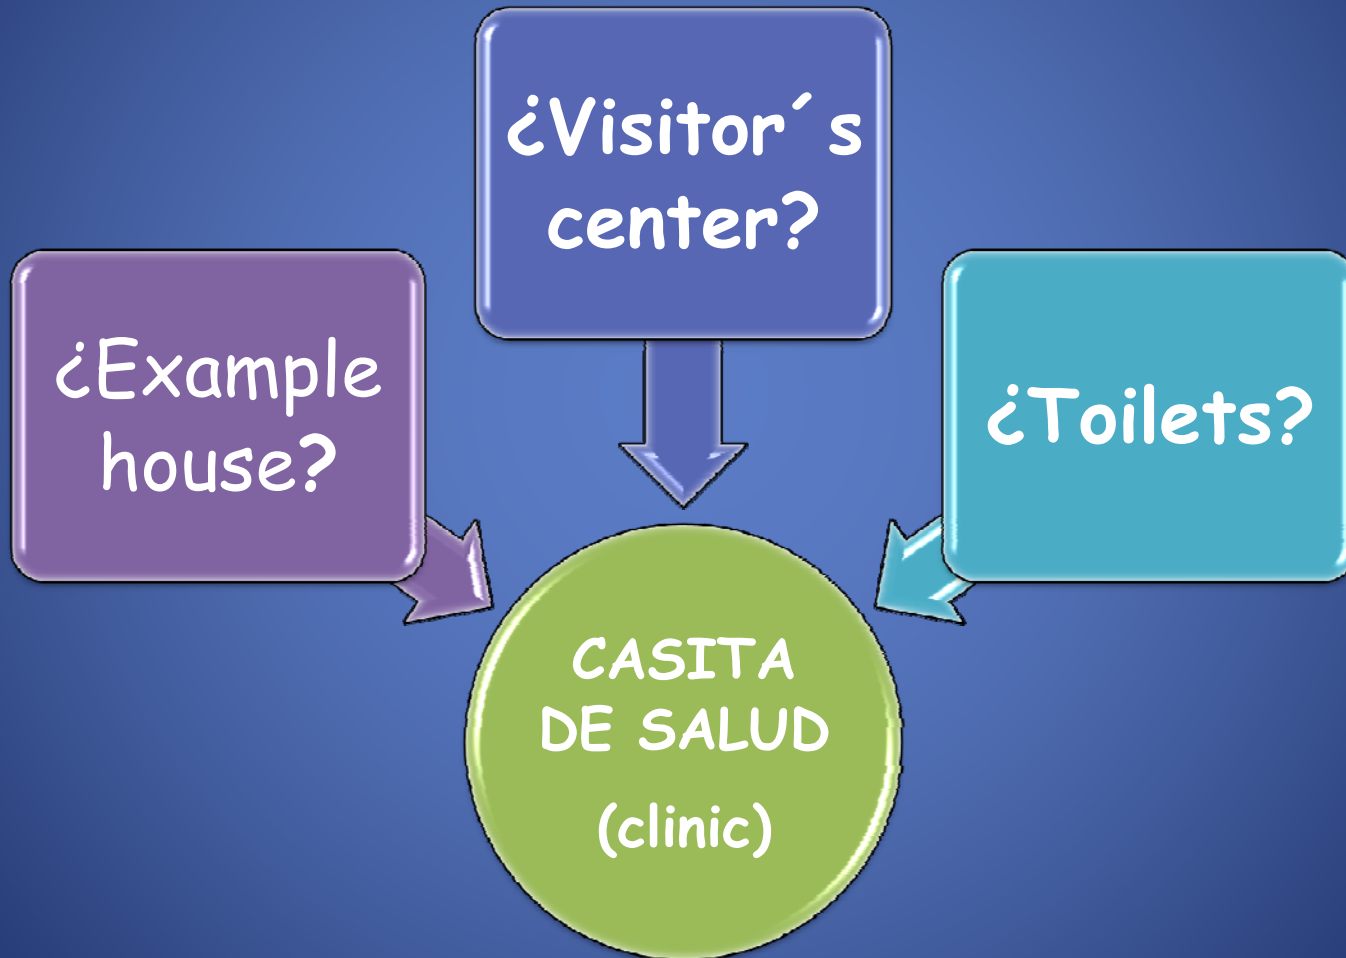 ¿Visitor´s
center?
¿Example
house?
¿Toilets?
CASITA
DE SALUD
(clinic)